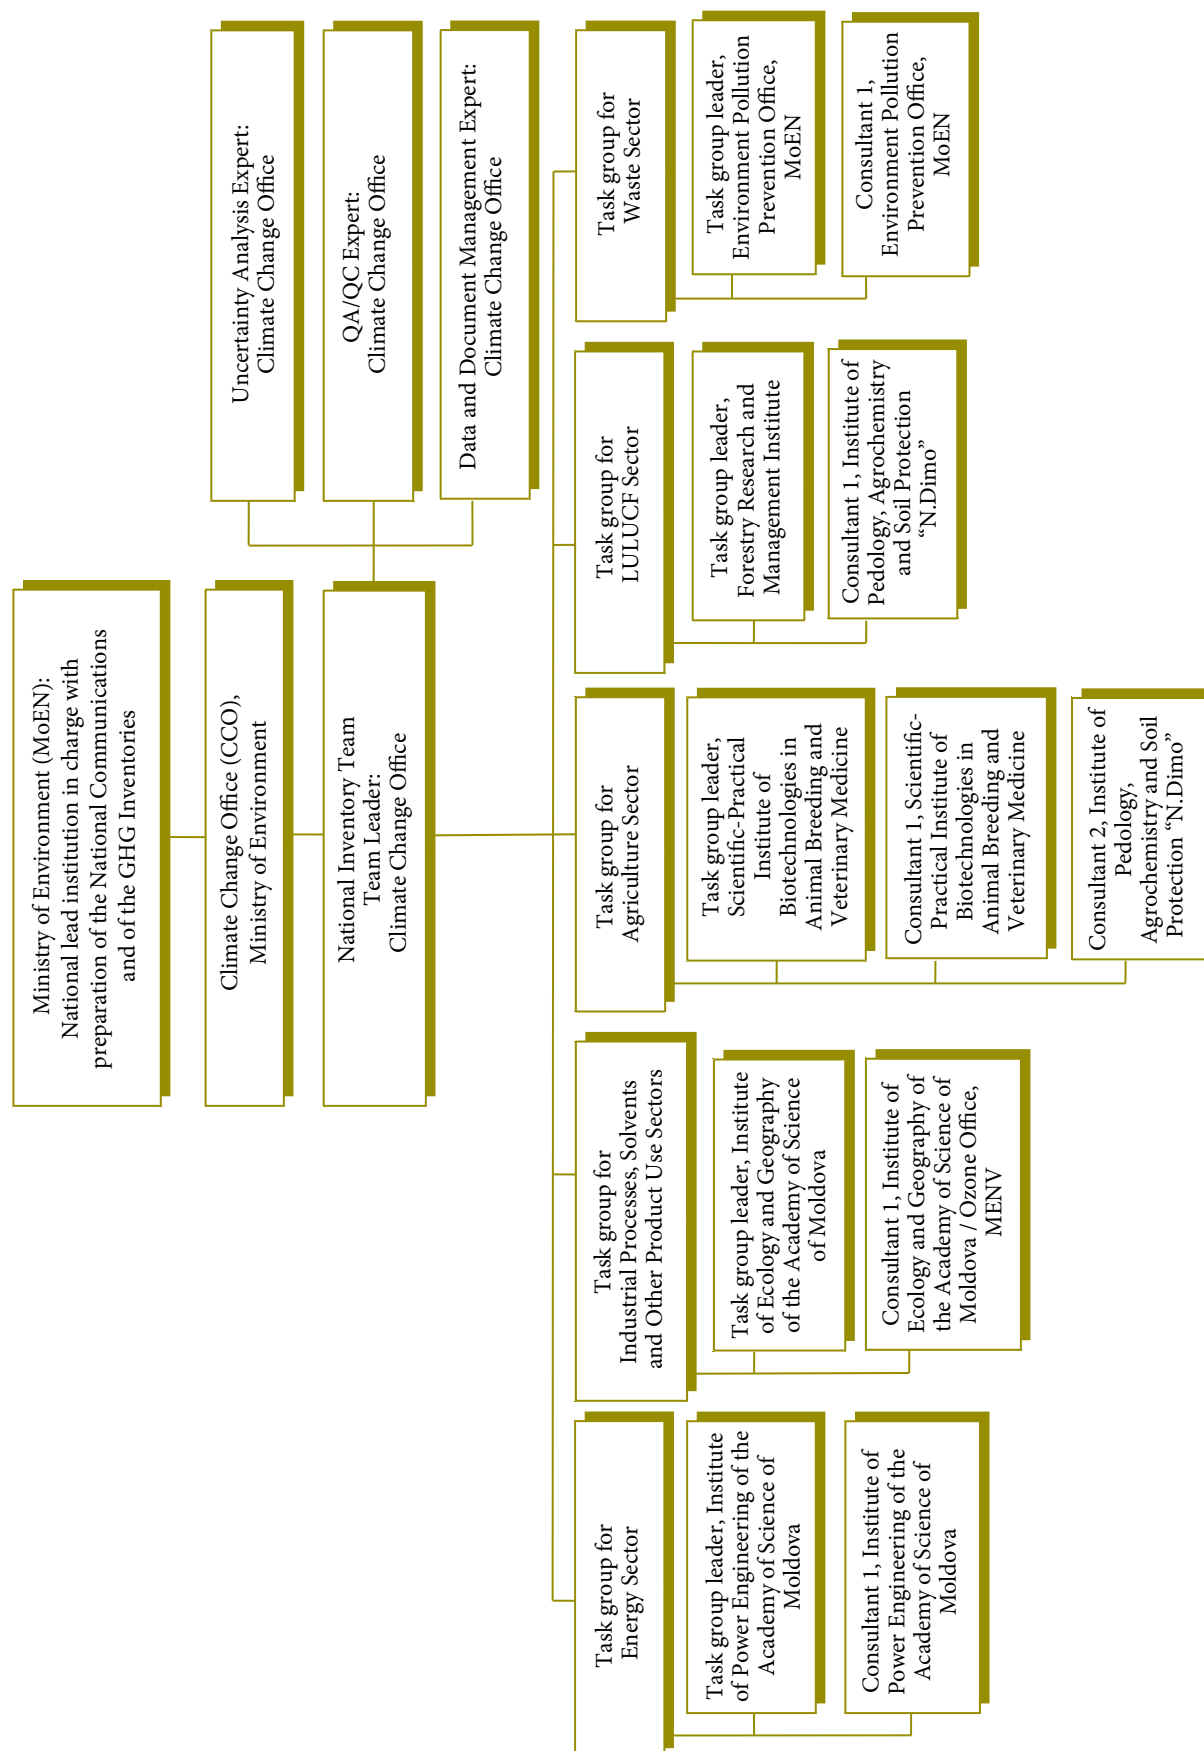 Ministry of Environment (MoEN):
National lead institution in charge with
preparation of the National Communications
and of the GHG Inventories
Climate Change Office (CCO),
Ministry of Environment
National Inventory Team
Team Leader:
Climate Change Office
Uncertainty Analysis Expert:
Climate Change Office
QA/QC Expert:
Climate Change Office
Data and Document Management Expert:
Climate Change Office
Task group for
Energy Sector
Task group leader, Institute
of Power Engineering of the
Academy of Science of
Moldova
Consultant 1, Institute of
Power Engineering of the
Academy of Science of
Moldova
Task group for
Industrial Processes, Solvents
and Other Product Use Sectors
Task group leader, Institute
of Ecology and Geography
of the Academy of Science
of Moldova
Consultant 1, Institute of
Ecology and Geography of
the Academy of Science of
Moldova / Ozone Office,
MENV
Task group for
Agriculture Sector
Task group leader,
Scientific-Practical
Institute of
Biotechnologies in
Animal Breeding and
Veterinary Medicine
Consultant 1, Scientific-
Practical Institute of
Biotechnologies in
Animal Breeding and
Veterinary Medicine
Consultant 2, Institute of
Pedology,
Agrochemistry and Soil
Protection “N.Dimo”
Task group for
LULUCF Sector
Task group leader,
Forestry Research and
Management Institute
Consultant 1, Institute of
Pedology, Agrochemistry
and Soil Protection
“N.Dimo”
Task group for
Waste Sector
Task group leader,
Environment Pollution
Prevention Office,
MoEN
Consultant 1,
Environment Pollution
Prevention Office,
MoEN